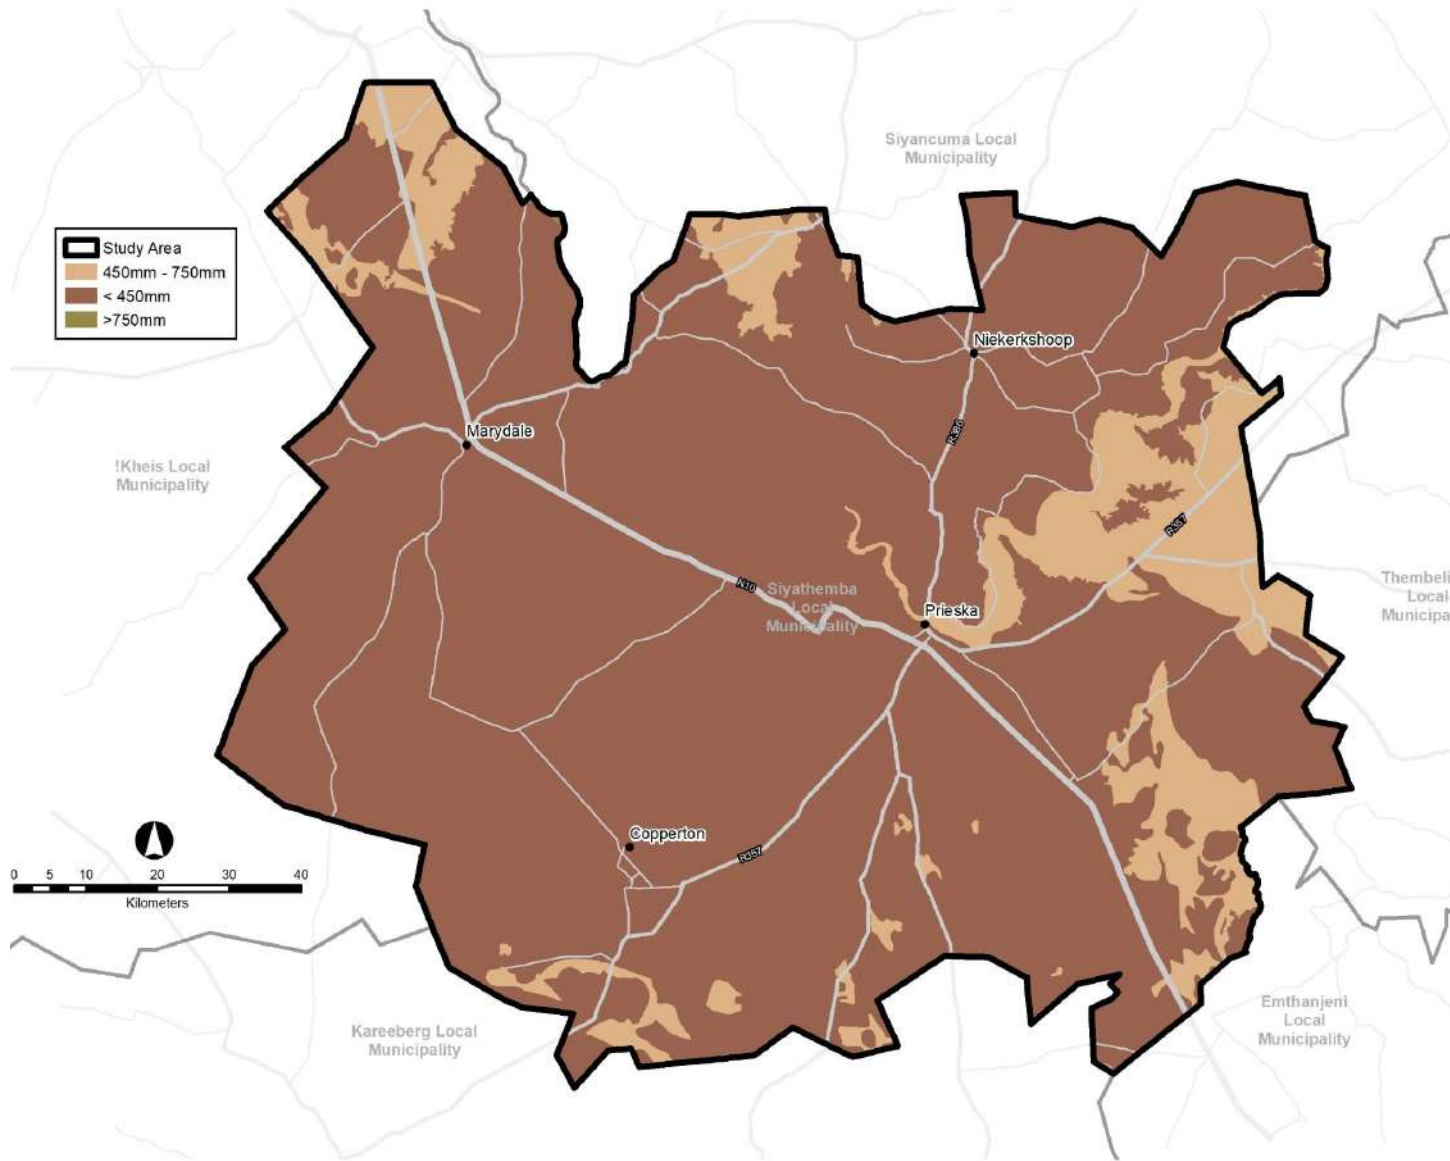 Siyancuma Local
Municipality
Study Area
450mm - 750mm
< 450mm
>750mm
Niekerkshoop
Marydale
R386
!Kheis Local
Municipality
R357
N10
Siyathemba
Local
Municipality
Thembeli
Local
Municipa
Prieska
Copperton
R357
0 5 10 20 30 40
Kilometers
Kareeberg Local
Municipality
Emthanjeni
Local
Municipality